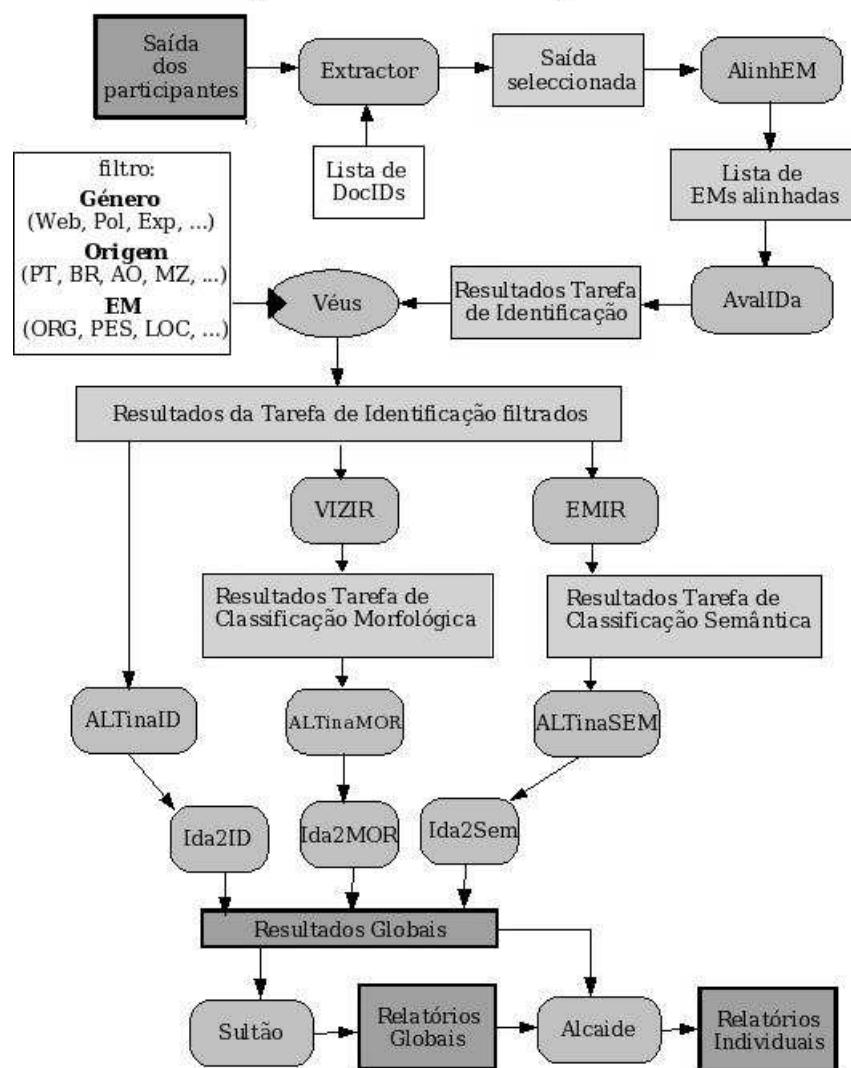 Saída
dos
participantes
Extractor
Saída
seleccionada
AlinhEM
filtro:
Género
(Web, Pol, Exp, ...)
Origem
(PT, BR, AO, MZ, ...)
EM
(ORG, PES, LOC, ...)
Lista de
DocIDs
Lista de
EMs alinhadas
Véus
Resultados Tarefa
de Identificação
AvalIDa
Resultados da Tarefa de Identificação filtrados
VIZIR
EMIR
Resultados Tarefa de
Classificação Morfológica
Resultados Tarefa de
Classificação Semântica
ALTinaID
ALTinaMOR
ALTinaSEM
Ida2ID
Ida2MOR
Ida2Sem
Resultados Globais
Sultão
Relatórios
Globais
Alcaide
Relatórios
Individuais